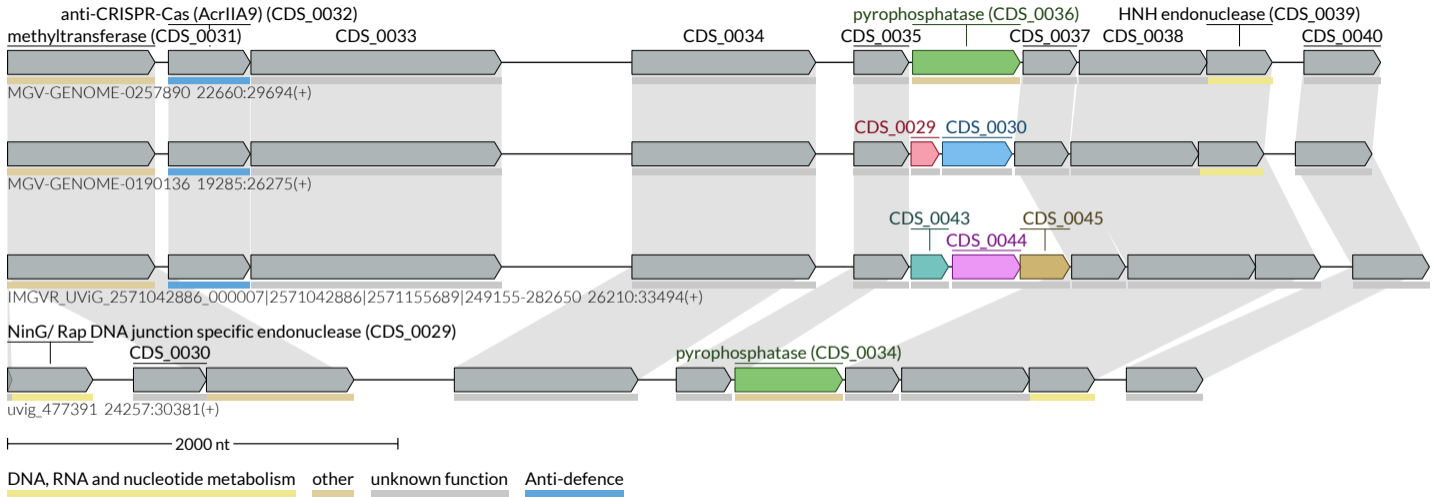 anti-CRISPR-Cas (AcrIIA9) (CDS_0032) pyrophosphatase (CDS_0036) HNH endonuclease (CDS_0039)
methyltransferase (CDS_0031) CDS_0033 CDS_0034 CDS_0035 CDS_0037 CDS_0038 CDS_0040
MGV-GENOME-0257890 22660:29694(+)
CDS_0029 CDS_0030
MGV-GENOME-0190136 19285:26275(+)
CDS_0043 CDS_0045
CDS_0044
IMGVR_UViG_2571042886_000007|2571042886|2571155689|249155-282650 26210:33494(+)
NinG/ Rap DNA junction specific endonuclease (CDS_0029)
CDS_0030 pyrophosphatase (CDS_0034)
uvig_477391 24257:30381(+)
2000 nt
DNA, RNA and nucleotide metabolism other unknown function Anti-defence